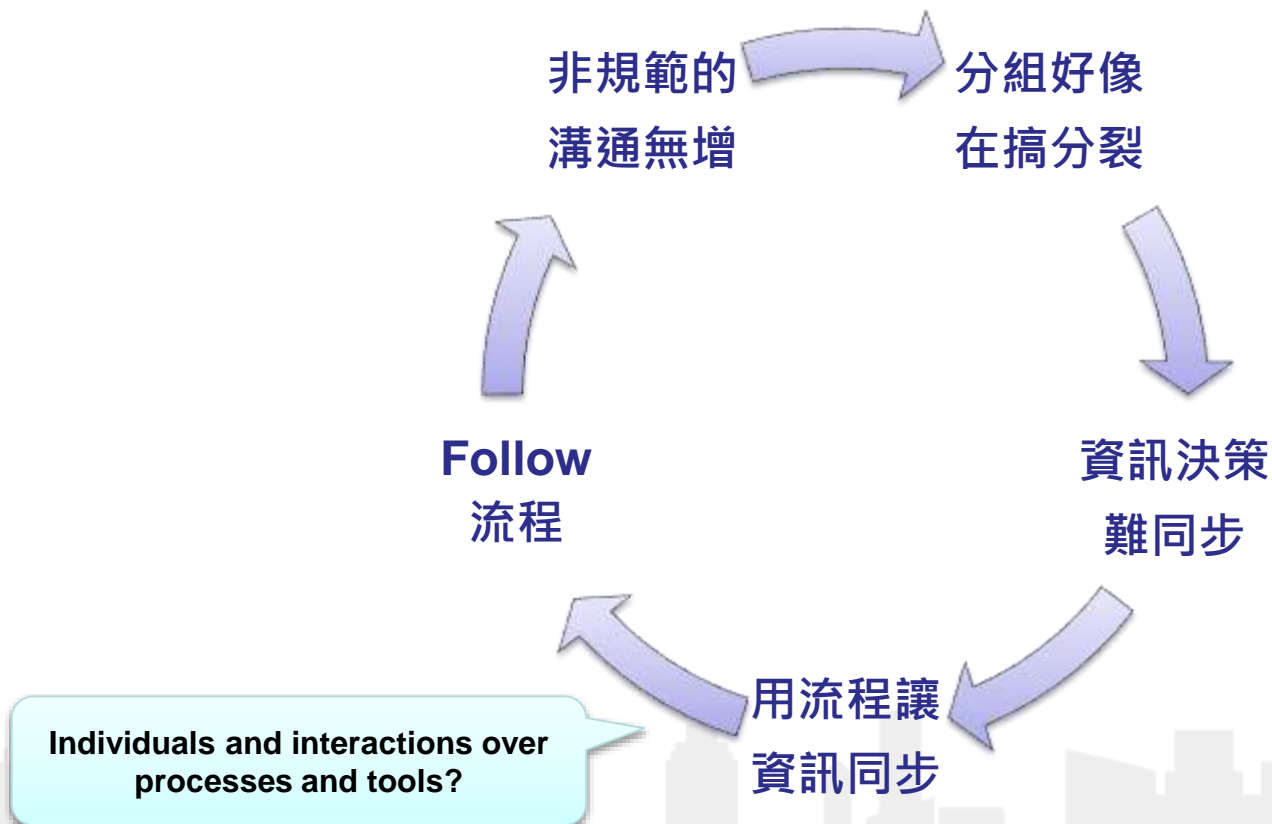 非規範的
溝通無增
分組好像
在搞分裂
資訊決策
難同步
用流程讓
資訊同步
Follow
流程
Individuals and interactions over
processes and tools?